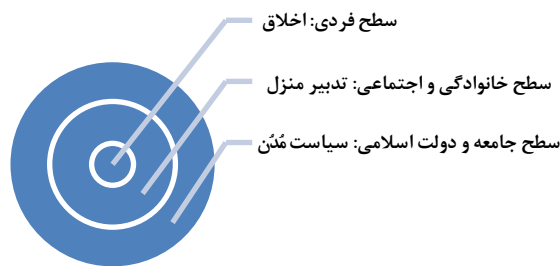 سطح فردی: اخلاق
سطح خانوادگی و اجتماعی: تدبیر منزل
سطح جامعه و دولت اسلامی: سیاست مُدُن